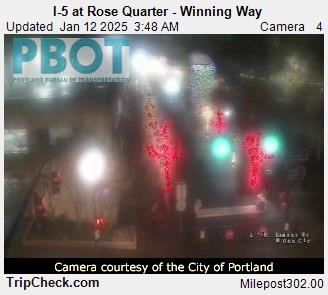 I-5 at Rose Quarter - Winning Way
Updated Jan 12 2025 3:48 AM Camera 4
PBOT
PORTLAND BUREAU OF TRANSPORTATION
Camera courtesy of the City of Portland
TripCheck.com Milepost302.00